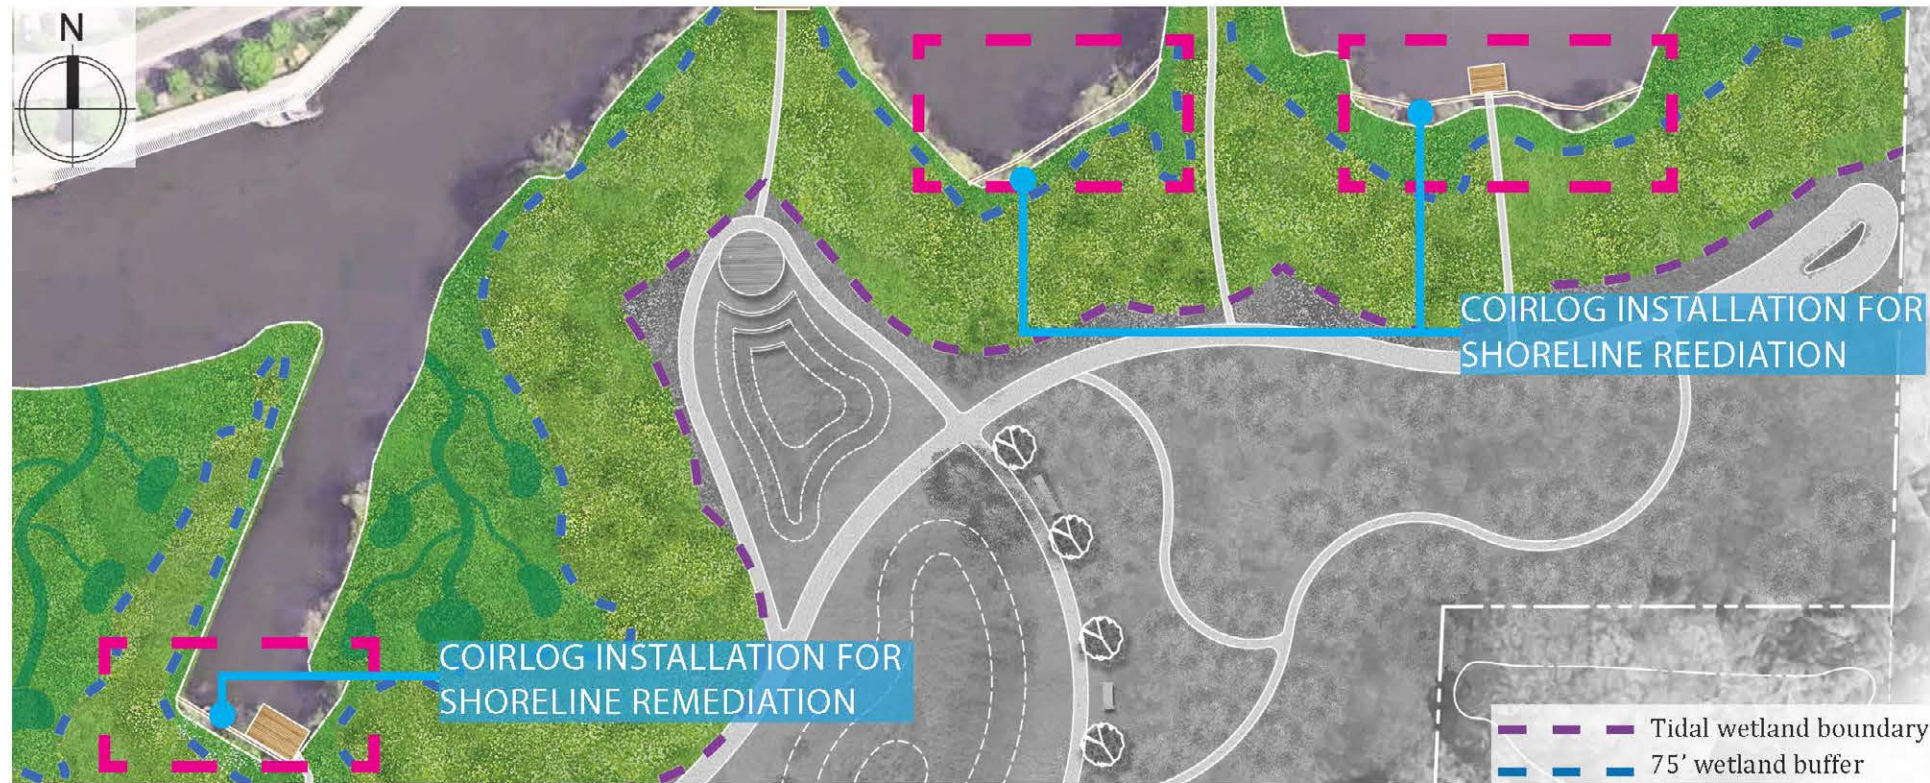 N
COIRLOG INSTALLATION FOR
SHORELINE REEDIATION
COIRLOG INSTALLATION FOR
SHORELINE REMEDIATION
Tidal wetland boundary
75' wetland buffer